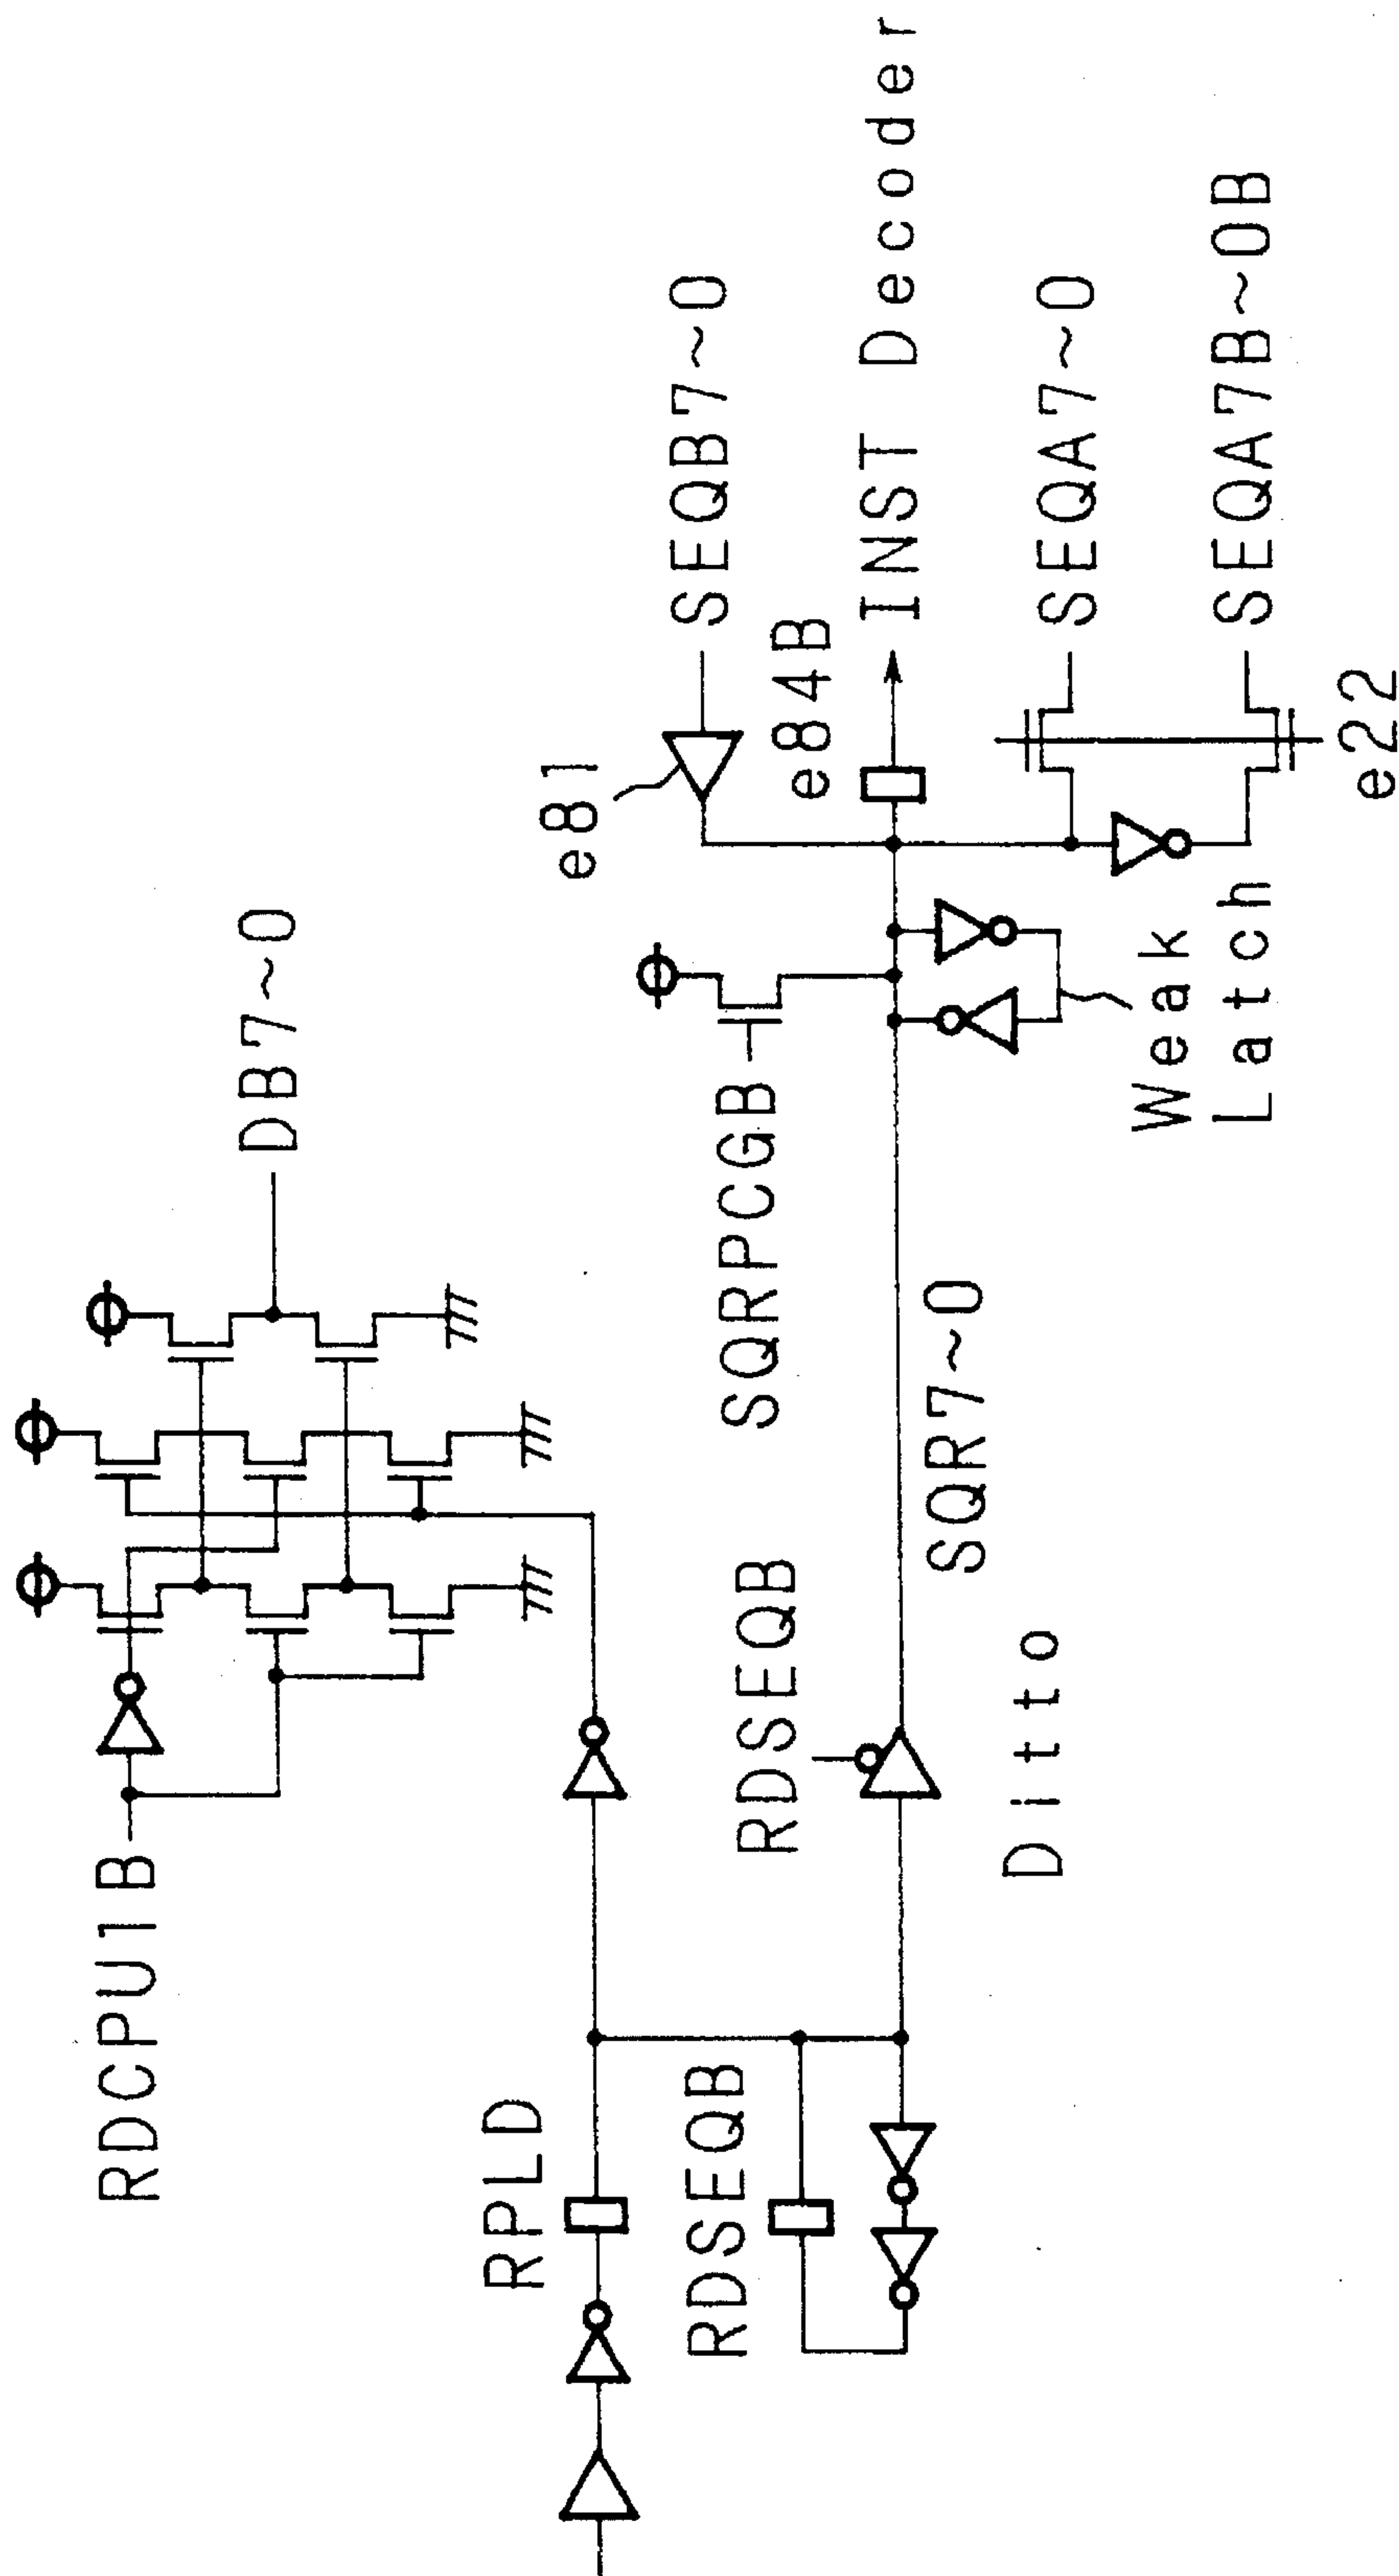 RDCPU1B
DB7~0
RPLD
RDSEQB
RDSEQB
SQRPCGB
e81
SEQB7~0
e84B
INST Decoder
SQR7~0
Ditto
Weak
Latch
SEQA7~0
SEQA7B~0B
e22